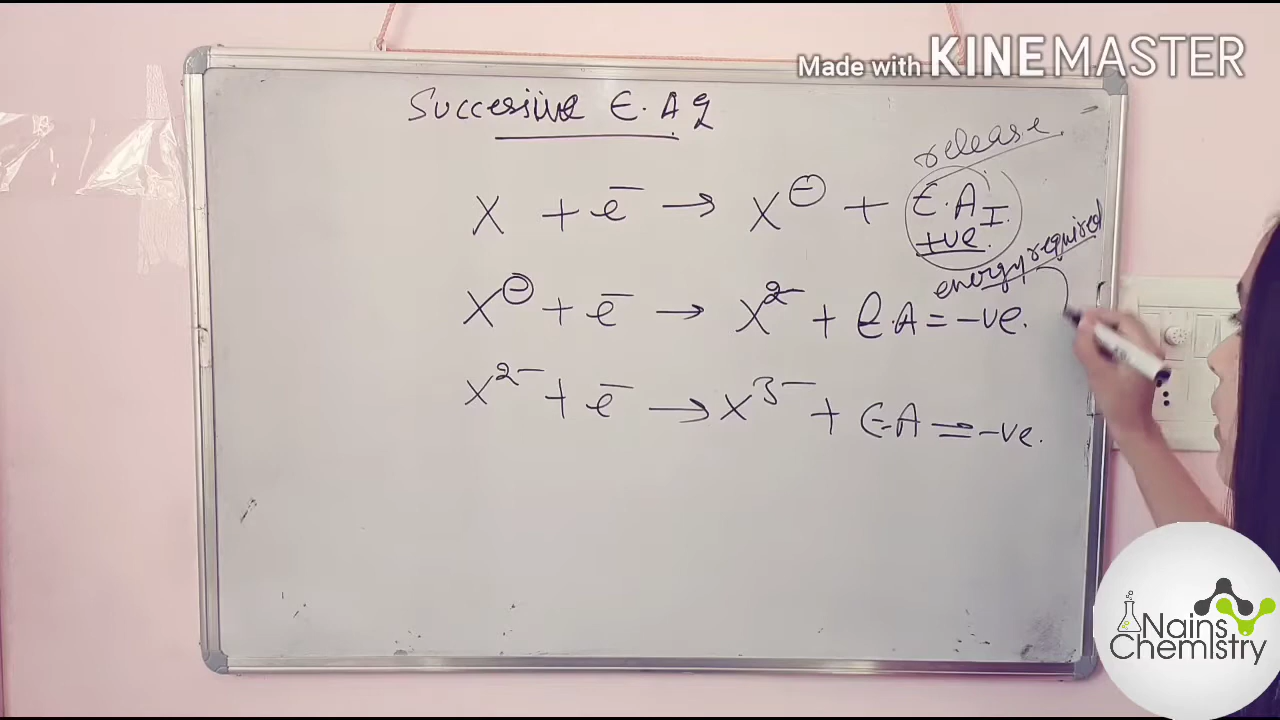 Made with KINEMASTER
Successive E.A
release
X + e⁻ → X⊖ + E.A I
+ve.
energy required
X⊖ + e⁻ → X²⁻ + E.A = -ve.
X²⁻ + e⁻ → X³⁻ + E.A = -ve.
Nains
Chemistry